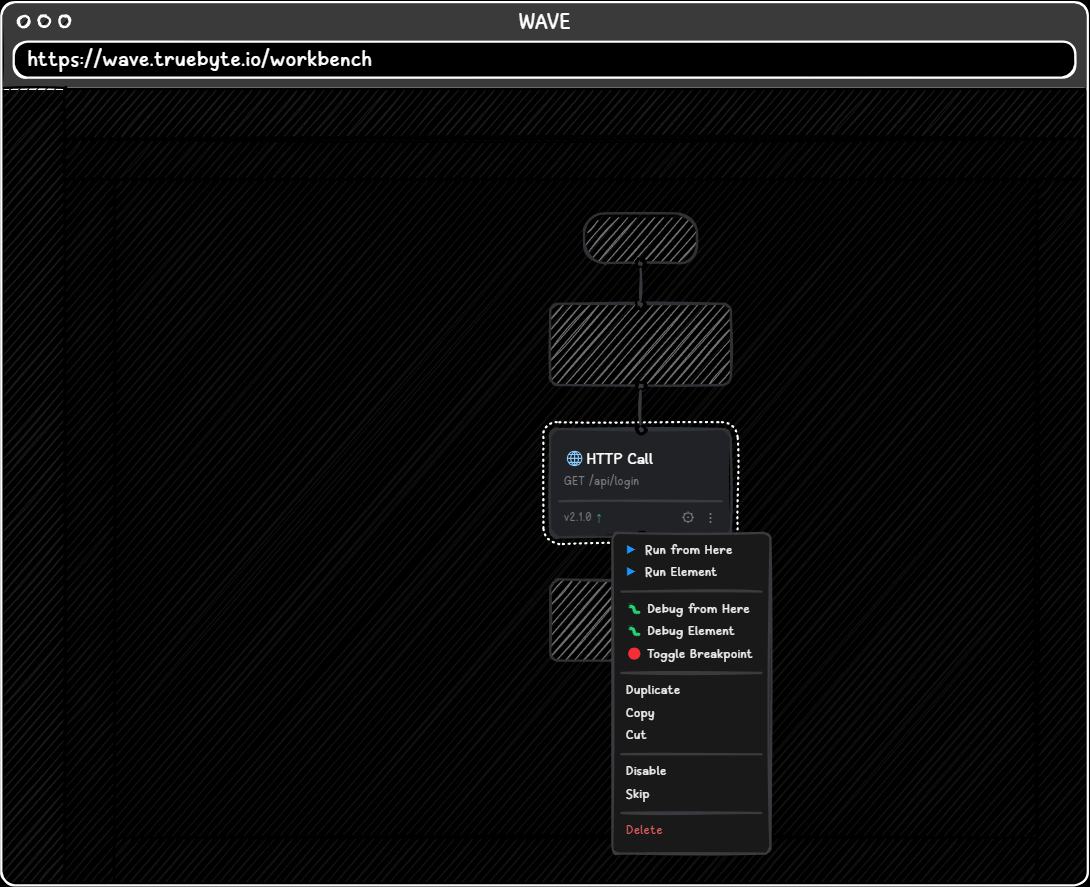 WAVE
https://wave.truebyte.io/workbench
HTTP Call
GET /api/login
v2.1.0 ↑
Run from Here
Run Element
Debug from Here
Debug Element
Toggle Breakpoint
Duplicate
Copy
Cut
Disable
Skip
Delete